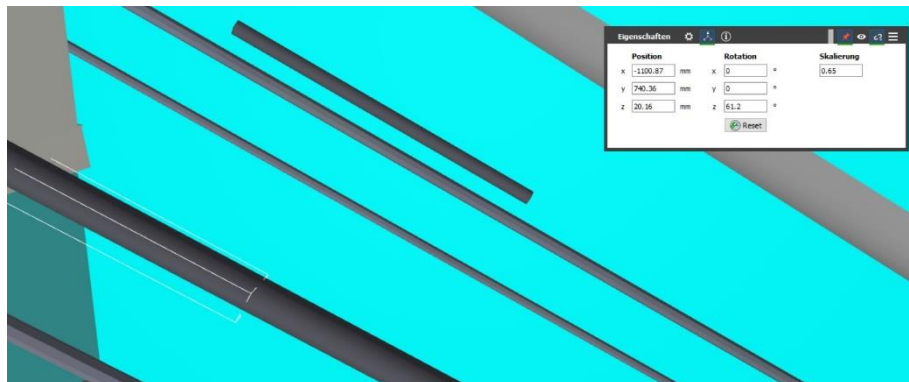 Eigenschaften
Position Rotation Skalierung
x -1100.87 mm x 0 ° 0.65
y 740.36 mm y 0 °
z 20.16 mm z 61.2 °
Reset